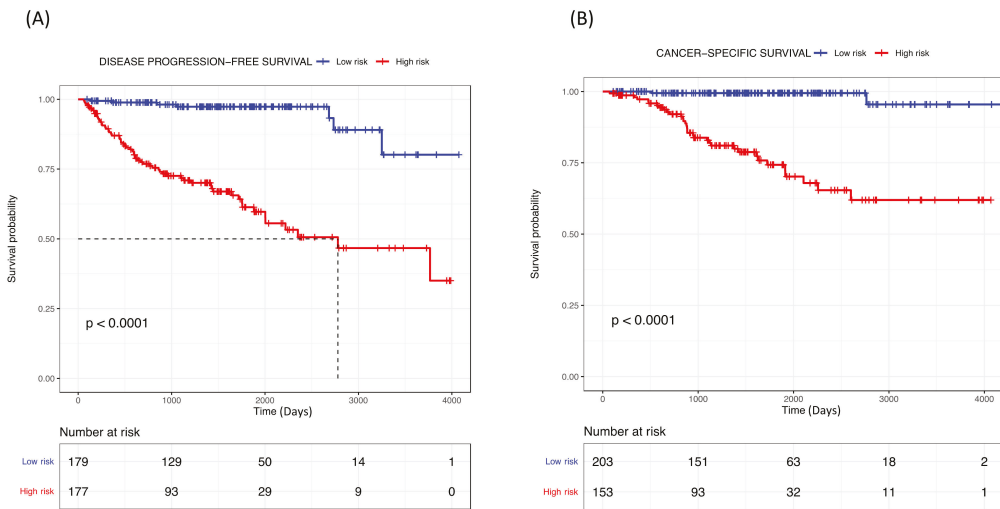 (A)
DISEASE PROGRESSION-FREE SURVIVAL Low risk High risk
1.00
0.75
0.50
0.25
0.00
Survival probability
p < 0.0001
0 1000 2000 3000 4000
Time (Days)
Number at risk
Low risk 179 129 50 14 1
High risk 177 93 29 9 0
(B)
CANCER-SPECIFIC SURVIVAL Low risk High risk
1.00
0.75
0.50
0.25
0.00
Survival probability
p < 0.0001
0 1000 2000 3000 4000
Time (Days)
Number at risk
Low risk 203 151 63 18 2
High risk 153 93 32 11 1